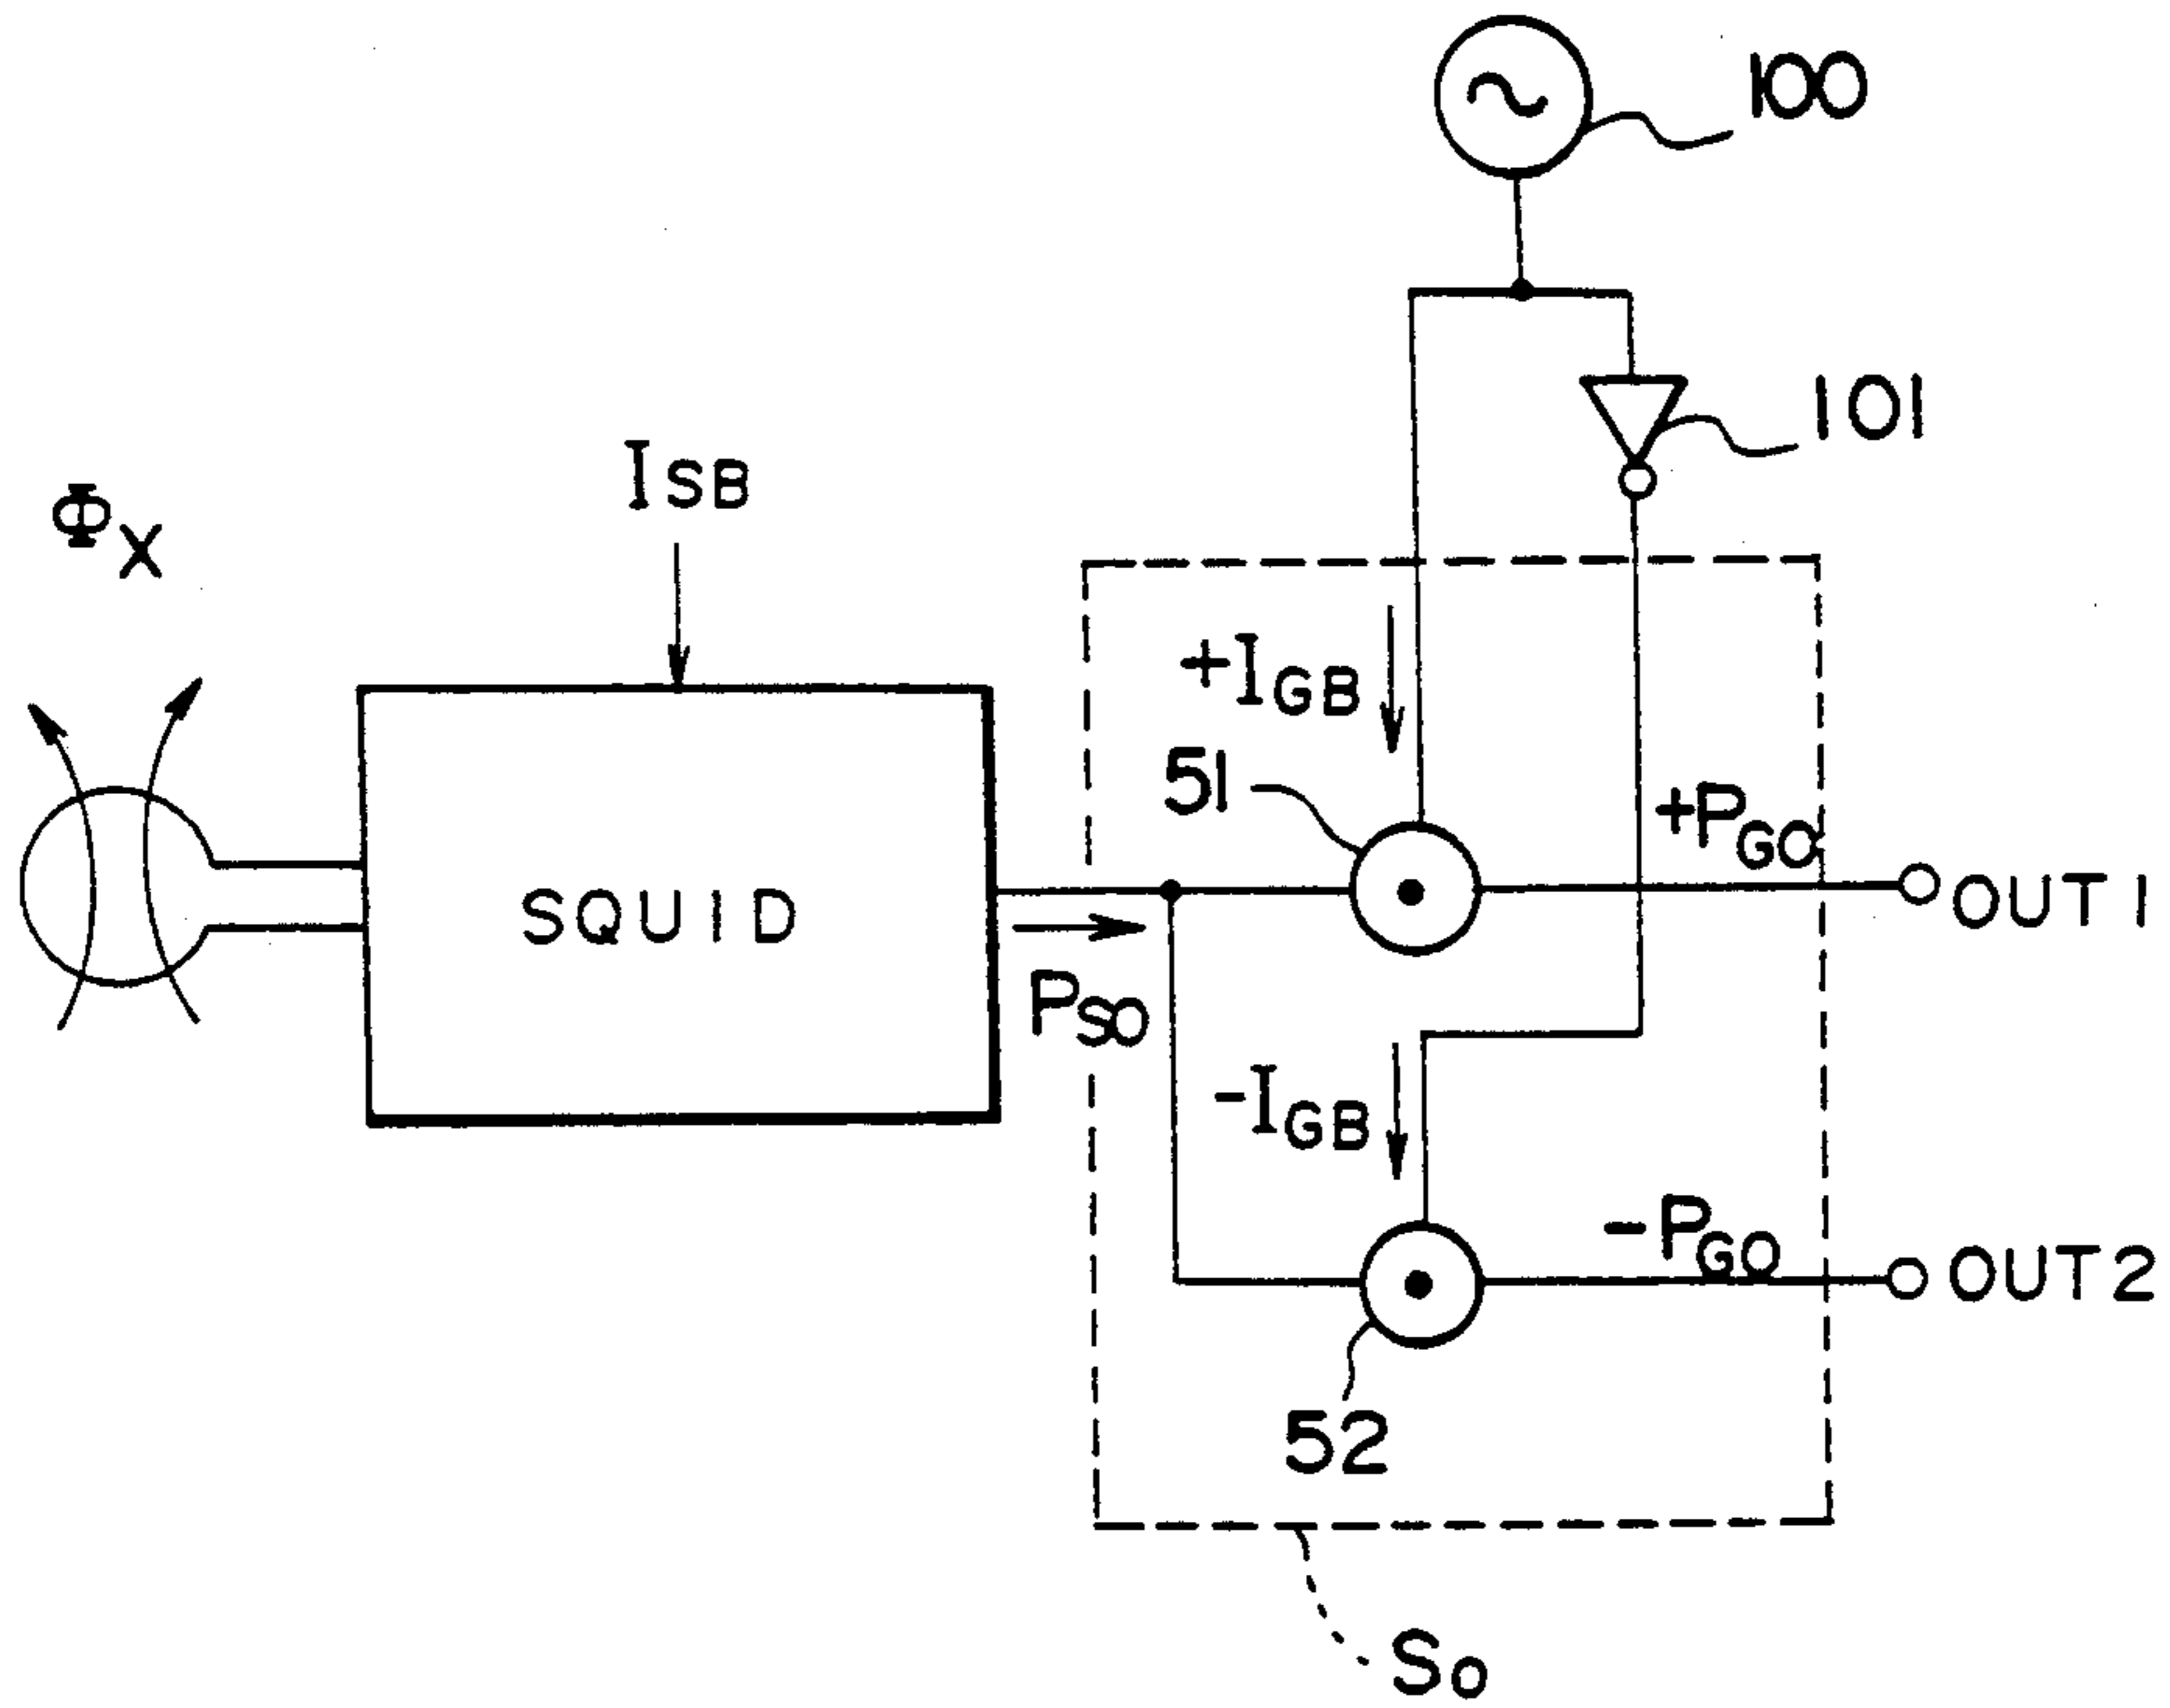 100
101
ISB
ΦX
+IGB
51
+PGO
SQUID
OUT1
PSO
-IGB
-PGO
OUT2
52
So